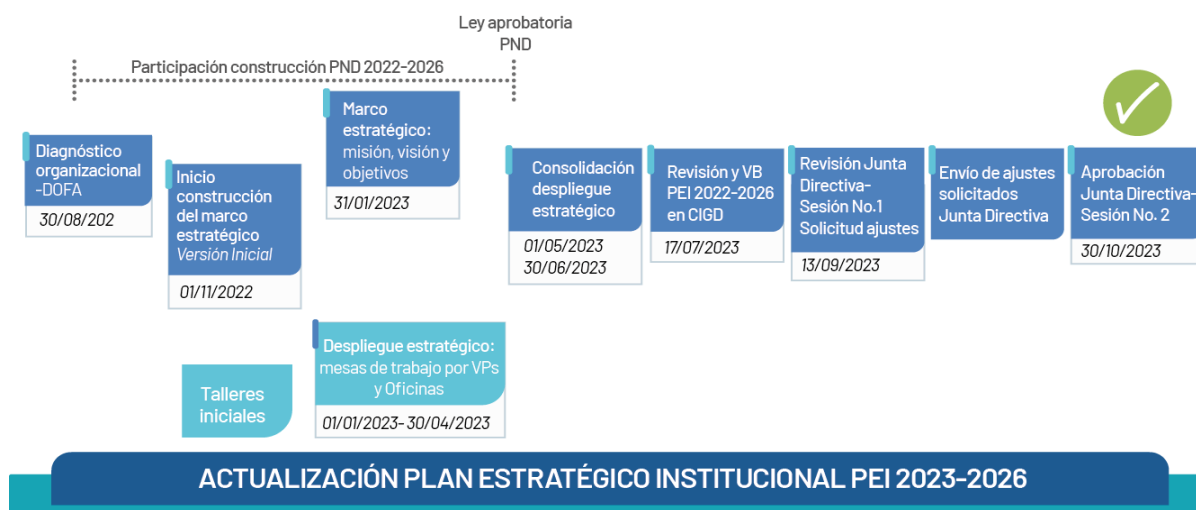 Ley aprobatoria
PND
Participación construcción PND 2022-2026
Diagnóstico
organizacional
-DOFA
30/08/202
Inicio
construcción
del marco
estratégico
Versión Inicial
01/11/2022
Marco
estratégico:
misión, visión y
objetivos
31/01/2023
Consolidación
despliegue
estratégico
01/05/2023
30/06/2023
Revisión y VB
PEI 2022-2026
en CIGD
17/07/2023
Revisión Junta
Directiva-
Sesión No.1
Solicitud ajustes
13/09/2023
Envío de ajustes
solicitados
Junta Directiva
Aprobación
Junta Directiva-
Sesión No. 2
30/10/2023
Talleres
iniciales
Despliegue estratégico:
mesas de trabajo por VPs
y Oficinas
01/01/2023-30/04/2023
ACTUALIZACIÓN PLAN ESTRATÉGICO INSTITUCIONAL PEI 2023-2026